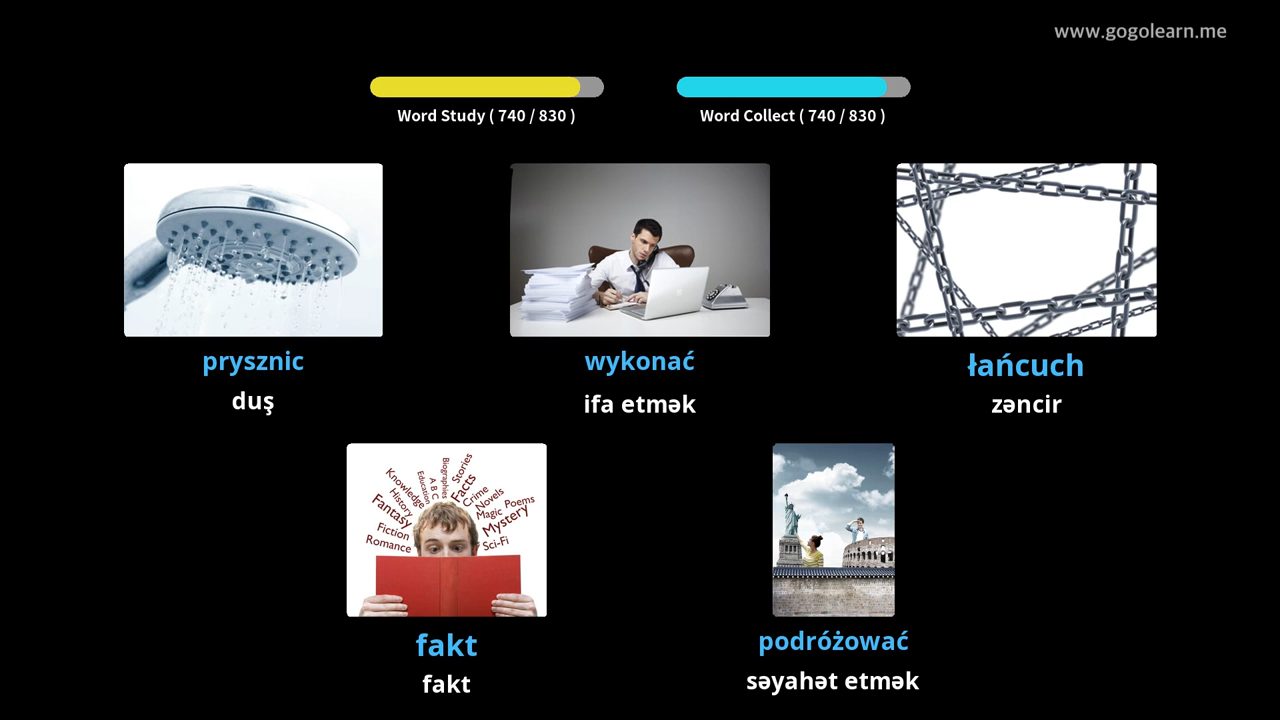 www.gogolearn.me
Word Study ( 740 / 830 )
Word Collect ( 740 / 830 )
prysznic
duş
wykonać
ifa etmək
łańcuch
zəncir
Knowledge
History
Fantasy
Fiction
Romance
Education
A B C
Biographies
Stories
Facts
Crime
Novels
Magic
Poems
Mystery
Sci-Fi
fakt
fakt
podróżować
səyahət etmək